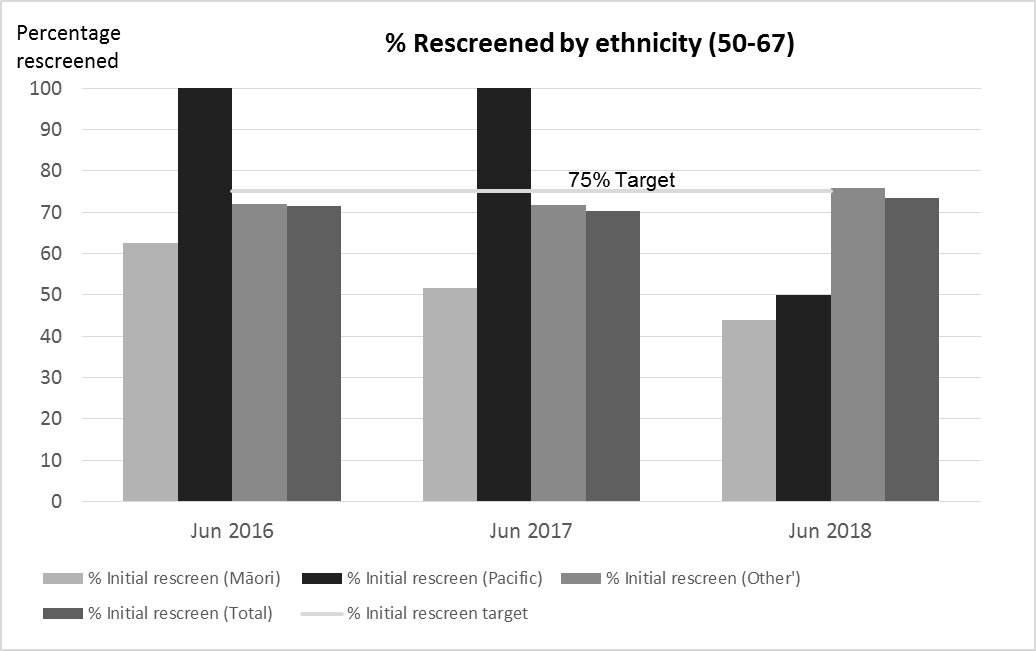 Percentage
rescreened
% Rescreened by ethnicity (50-67)
100
90
80
70
60
50
40
30
20
10
0
75% Target
Jun 2016
Jun 2017
Jun 2018
% Initial rescreen (Māori)
% Initial rescreen (Pacific)
% Initial rescreen (Other')
% Initial rescreen (Total)
% Initial rescreen target